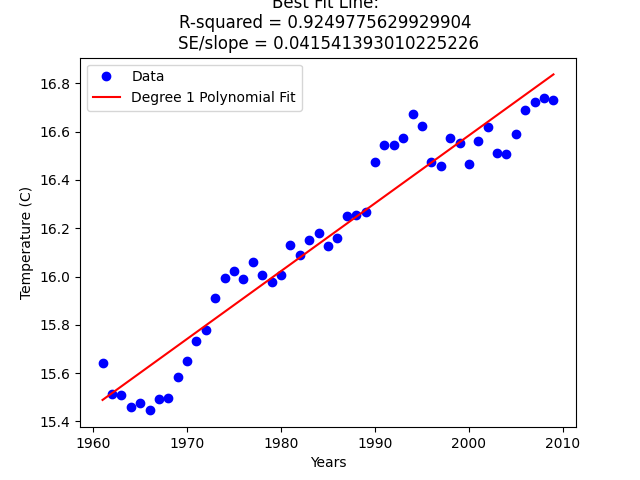 Best Fit Line:
R-squared = 0.9249775629929904
SE/slope = 0.041541393010225226
Data
Degree 1 Polynomial Fit
Temperature (C)
16.8
16.6
16.4
16.2
16.0
15.8
15.6
15.4
1960 1970 1980 1990 2000 2010
Years